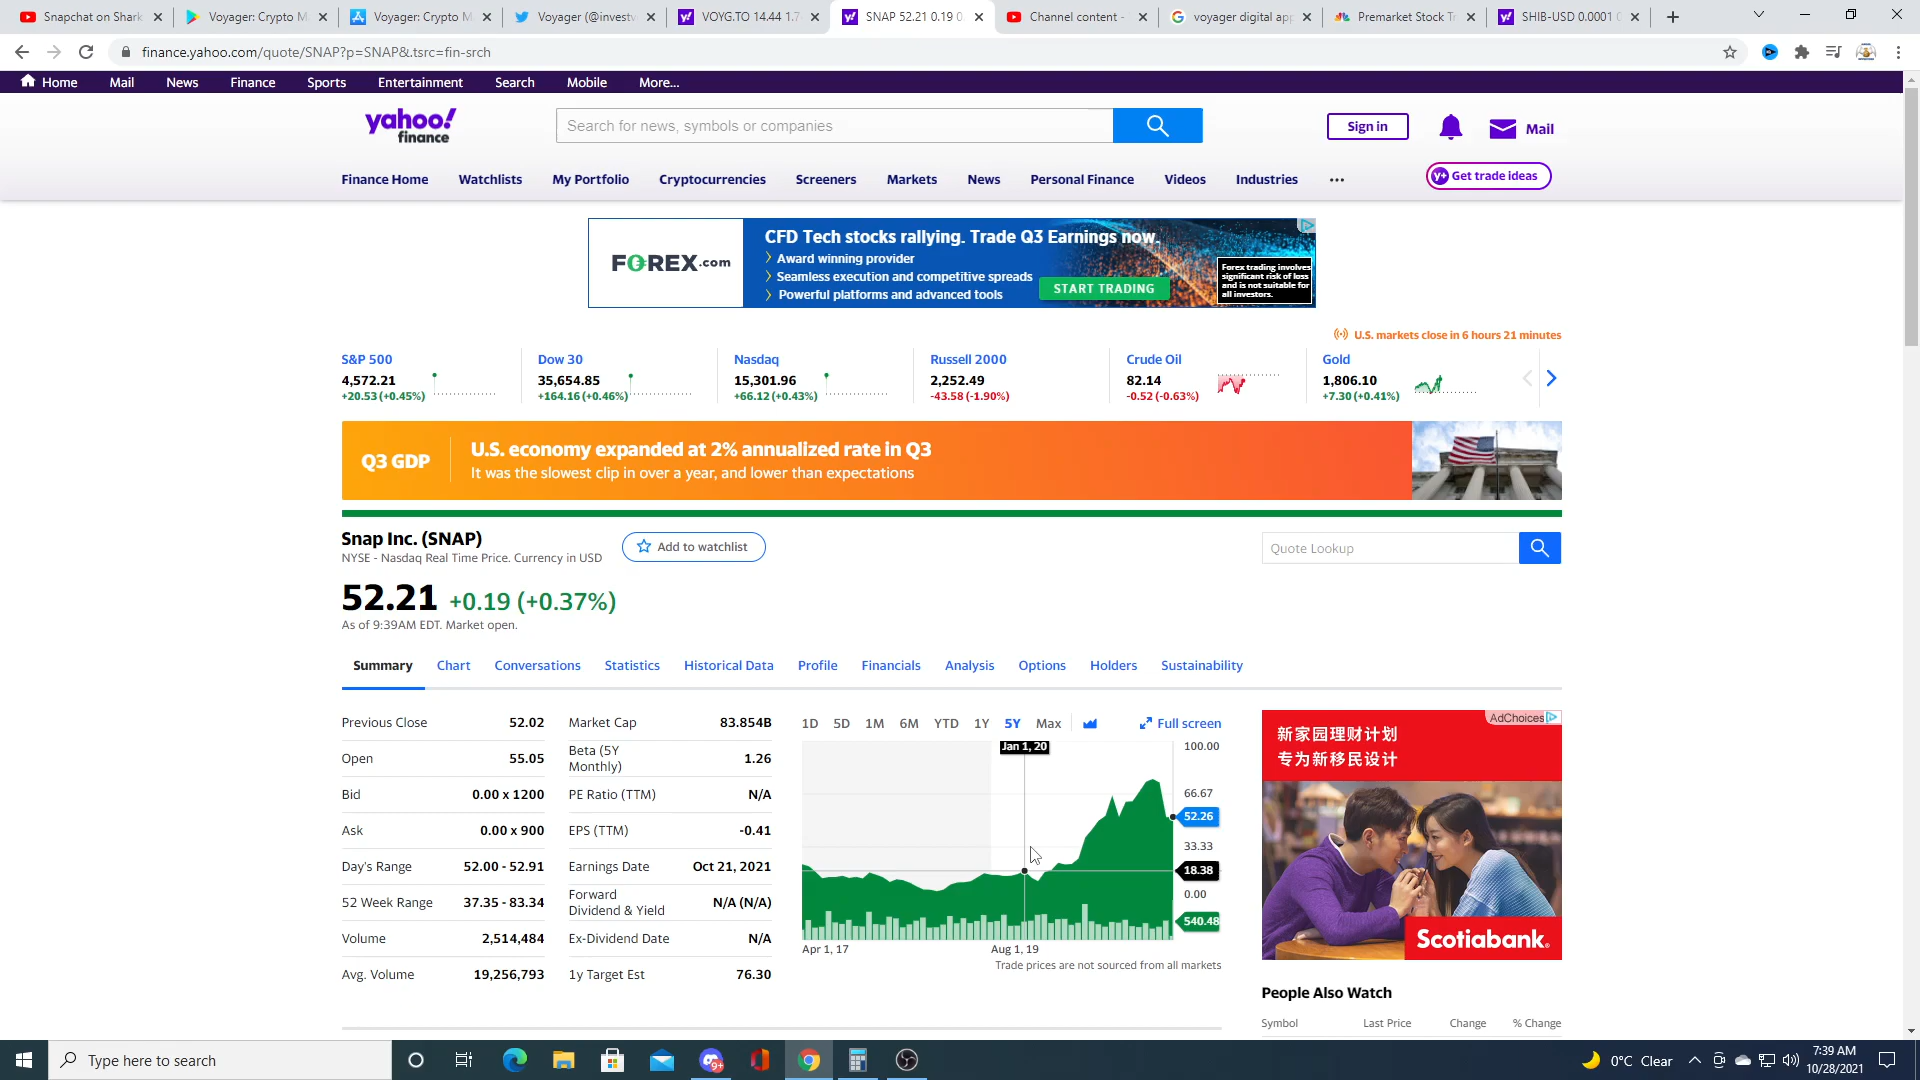 Snapchat on Shark
Voyager: Crypto M
Voyager: Crypto M
Voyager (@investv
VOYG.TO 14.44 1.7
SNAP 52.21 0.19 0
Channel content -
voyager digital app
Premarket Stock Tr
SHIB-USD 0.0001 0
finance.yahoo.com/quote/SNAP?p=SNAP&.tsrc=fin-srch
Home Mail News Finance Sports Entertainment Search Mobile More...
yahoo!
finance
Search for news, symbols or companies
Sign in
Mail
Finance Home Watchlists My Portfolio Cryptocurrencies Screeners Markets News Personal Finance Videos Industries ...
Y+ Get trade ideas
FOREX.com
CFD Tech stocks rallying. Trade Q3 Earnings now.
Award winning provider
Seamless execution and competitive spreads
Powerful platforms and advanced tools
START TRADING
Forex trading involves
significant risk of loss
and is not suitable for
all investors.
U.S. markets close in 6 hours 21 minutes
S&P 500
4,572.21
+20.53 (+0.45%)
Dow 30
35,654.85
+164.16 (+0.46%)
Nasdaq
15,301.96
+66.12 (+0.43%)
Russell 2000
2,252.49
-43.58 (-1.90%)
Crude Oil
82.14
-0.52 (-0.63%)
Gold
1,806.10
+7.30 (+0.41%)
Q3 GDP
U.S. economy expanded at 2% annualized rate in Q3
It was the slowest clip in over a year, and lower than expectations
Snap Inc. (SNAP)
NYSE - Nasdaq Real Time Price. Currency in USD
Add to watchlist
Quote Lookup
52.21 +0.19 (+0.37%)
As of 9:39AM EDT. Market open.
Summary Chart Conversations Statistics Historical Data Profile Financials Analysis Options Holders Sustainability
Previous Close 52.02
Open 55.05
Bid 0.00 x 1200
Ask 0.00 x 900
Day's Range 52.00 - 52.91
52 Week Range 37.35 - 83.34
Volume 2,514,484
Avg. Volume 19,256,793
Market Cap 83.854B
Beta (5Y
Monthly) 1.26
PE Ratio (TTM) N/A
EPS (TTM) -0.41
Earnings Date Oct 21, 2021
Forward
Dividend & Yield N/A (N/A)
Ex-Dividend Date N/A
1y Target Est 76.30
1D 5D 1M 6M YTD 1Y 5Y Max
Full screen
Jan 1, 20
100.00
66.67
52.26
33.33
18.38
0.00
540.48
Apr 1, 17 Aug 1, 19
Trade prices are not sourced from all markets
AdChoices
新家园理财计划
专为新移民设计
Scotiabank.
People Also Watch
Symbol Last Price Change % Change
Type here to search
9+
0°C Clear
7:39 AM
10/28/2021